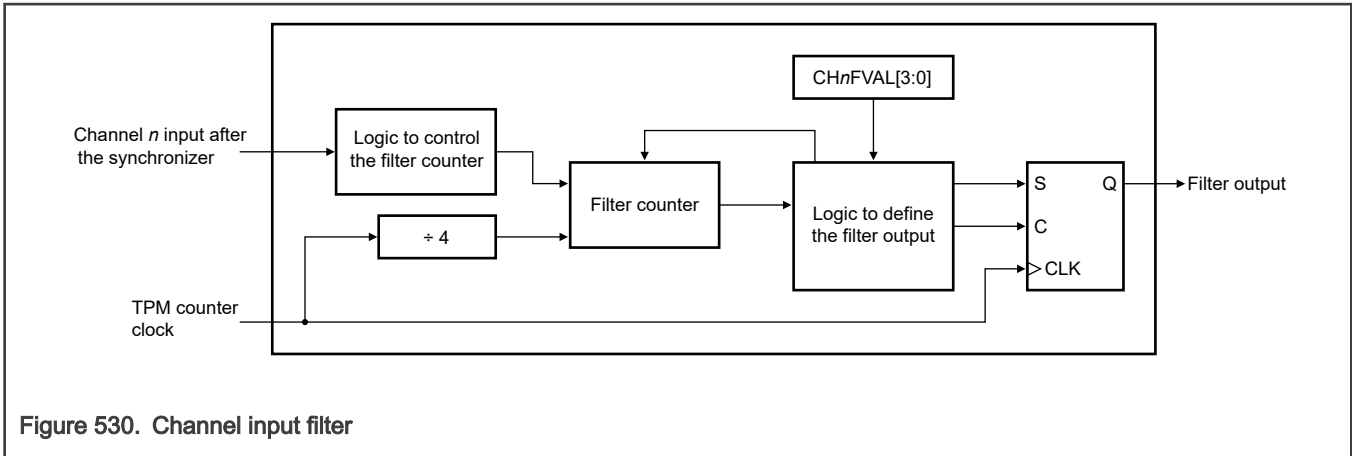 CHnFVAL[3:0]
Channel n input after
the synchronizer
Logic to control
the filter counter
Filter counter
Logic to define
the filter output
S
Q
C
CLK
Filter output
÷ 4
TPM counter
clock
Figure 530. Channel input filter